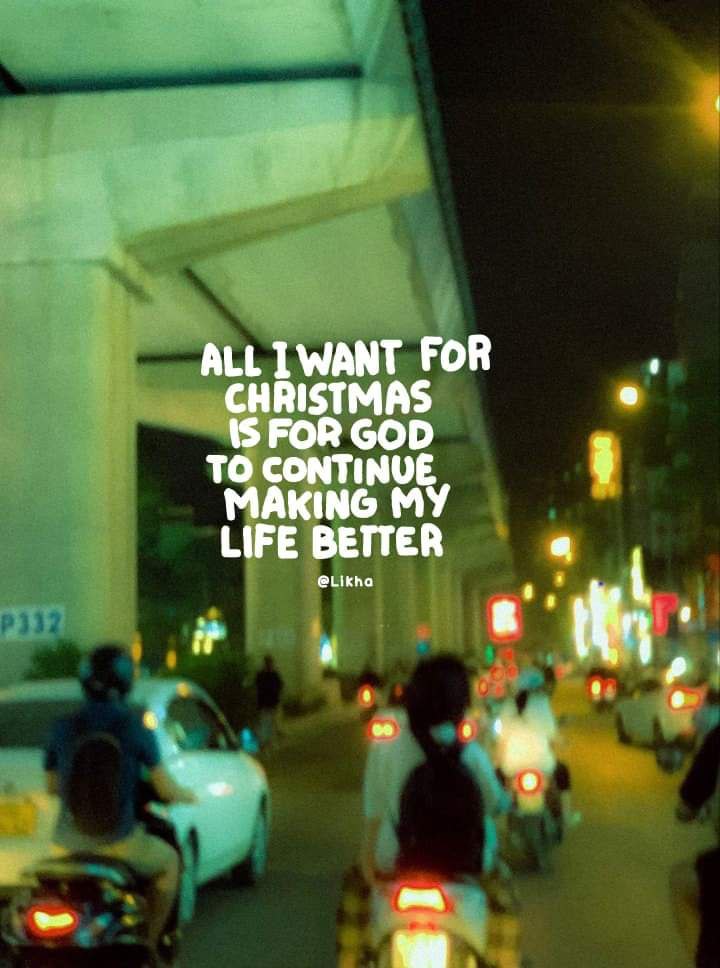 ALL I WANT FOR
CHRISTMAS
IS FOR GOD
TO CONTINUE
MAKING MY
LIFE BETTER
@Likha
P332